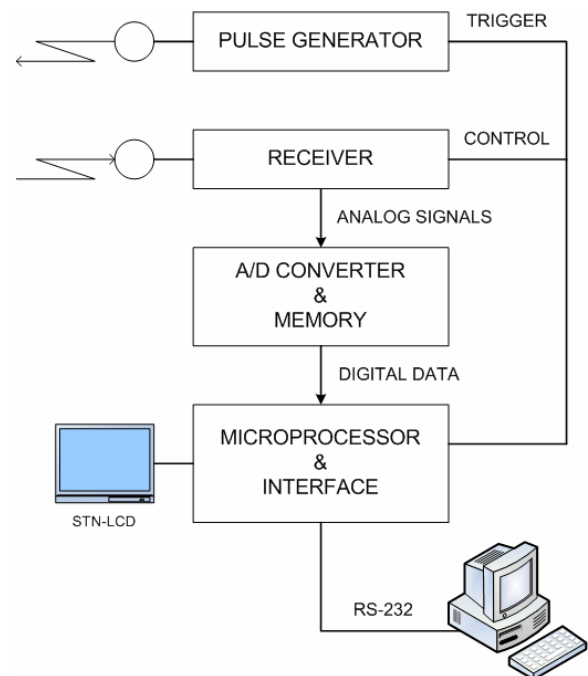 TRIGGER
PULSE GENERATOR
CONTROL
RECEIVER
ANALOG SIGNALS
A/D CONVERTER
&
MEMORY
DIGITAL DATA
MICROPROCESSOR
&
INTERFACE
STN-LCD
RS-232